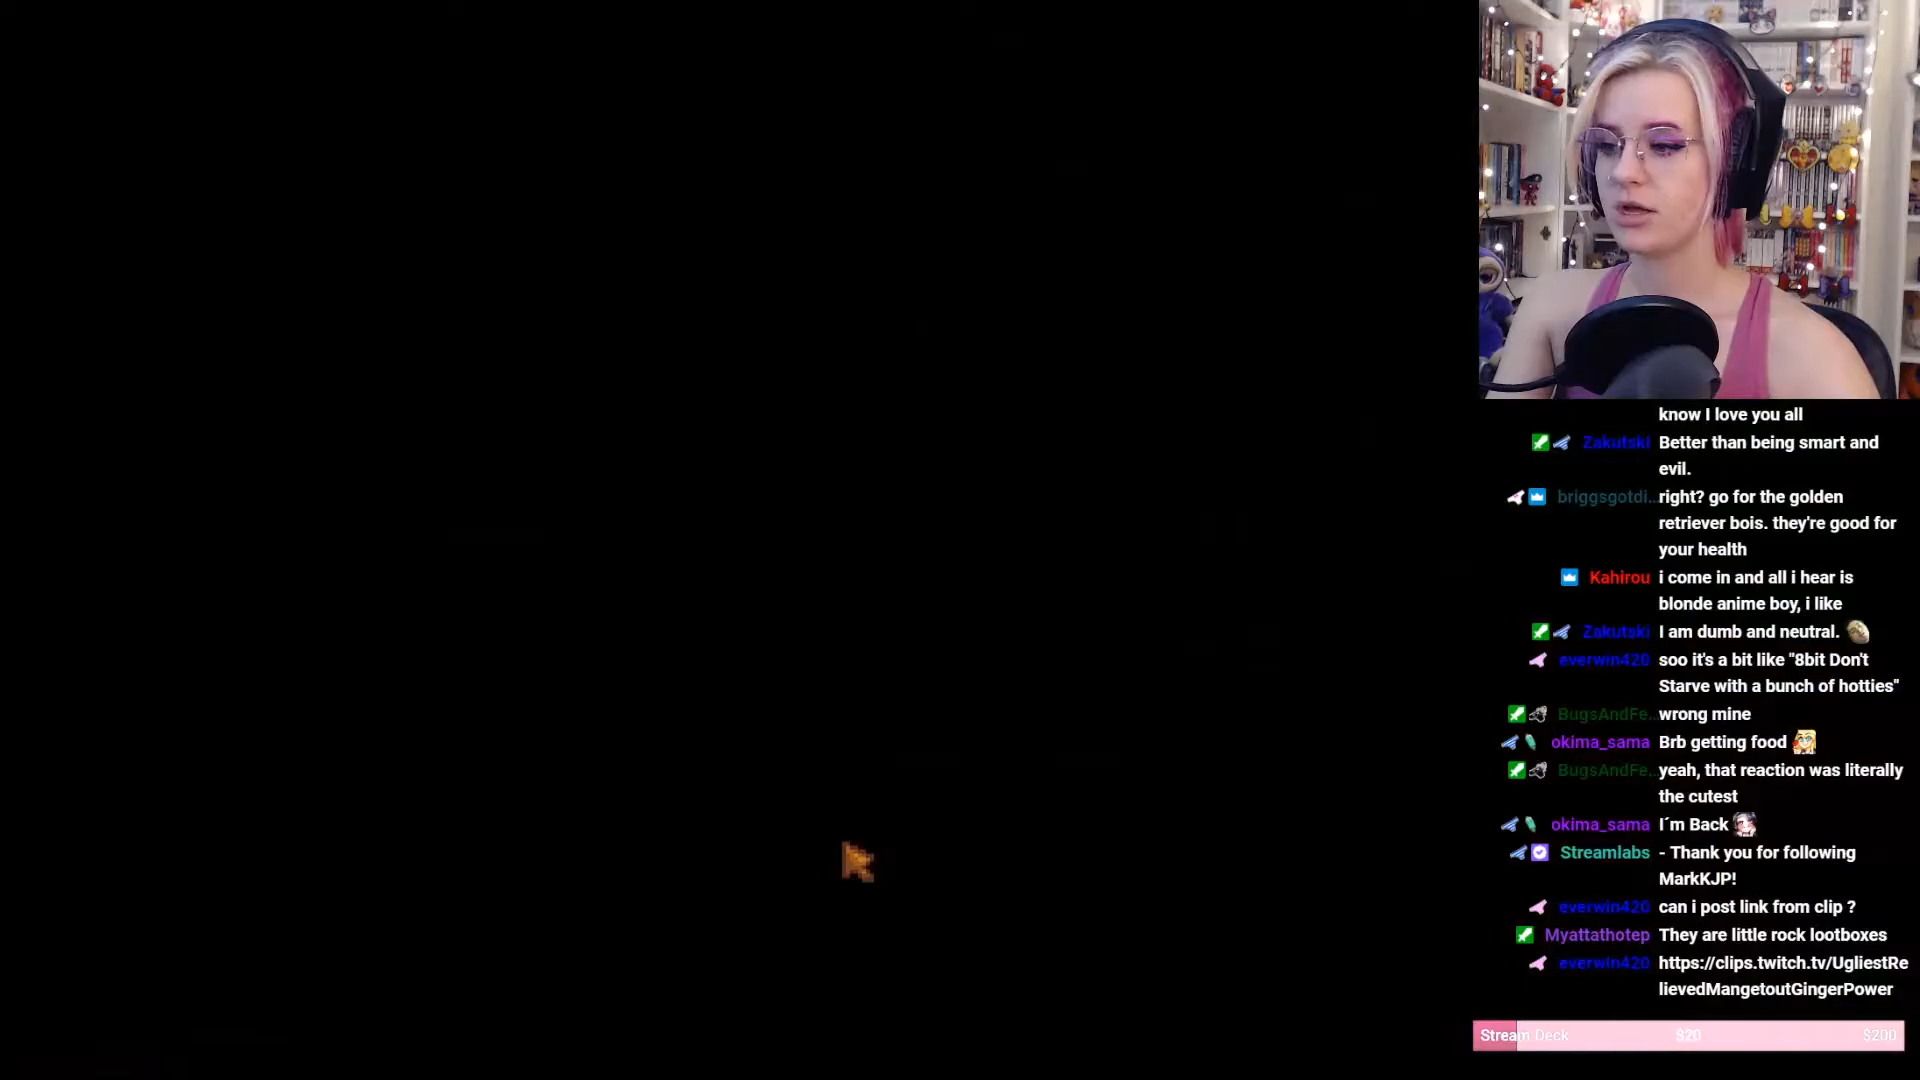 know I love you all
Zakutski Better than being smart and
evil.
briggsgotdi... right? go for the golden
retriever bois. they're good for
your health
Kahirou i come in and all i hear is
blonde anime boy, i like
Zakutski I am dumb and neutral.
everwin420 soo it's a bit like "8bit Don't
Starve with a bunch of hotties"
BugsAndFe... wrong mine
okima_sama Brb getting food
BugsAndFe... yeah, that reaction was literally
the cutest
okima_sama I´m Back
Streamlabs - Thank you for following
MarkKJP!
everwin420 can i post link from clip ?
Myattathotep They are little rock lootboxes
everwin420 https://clips.twitch.tv/UgliestRe
lievedMangetoutGingerPower
Stream Deck $20 $200